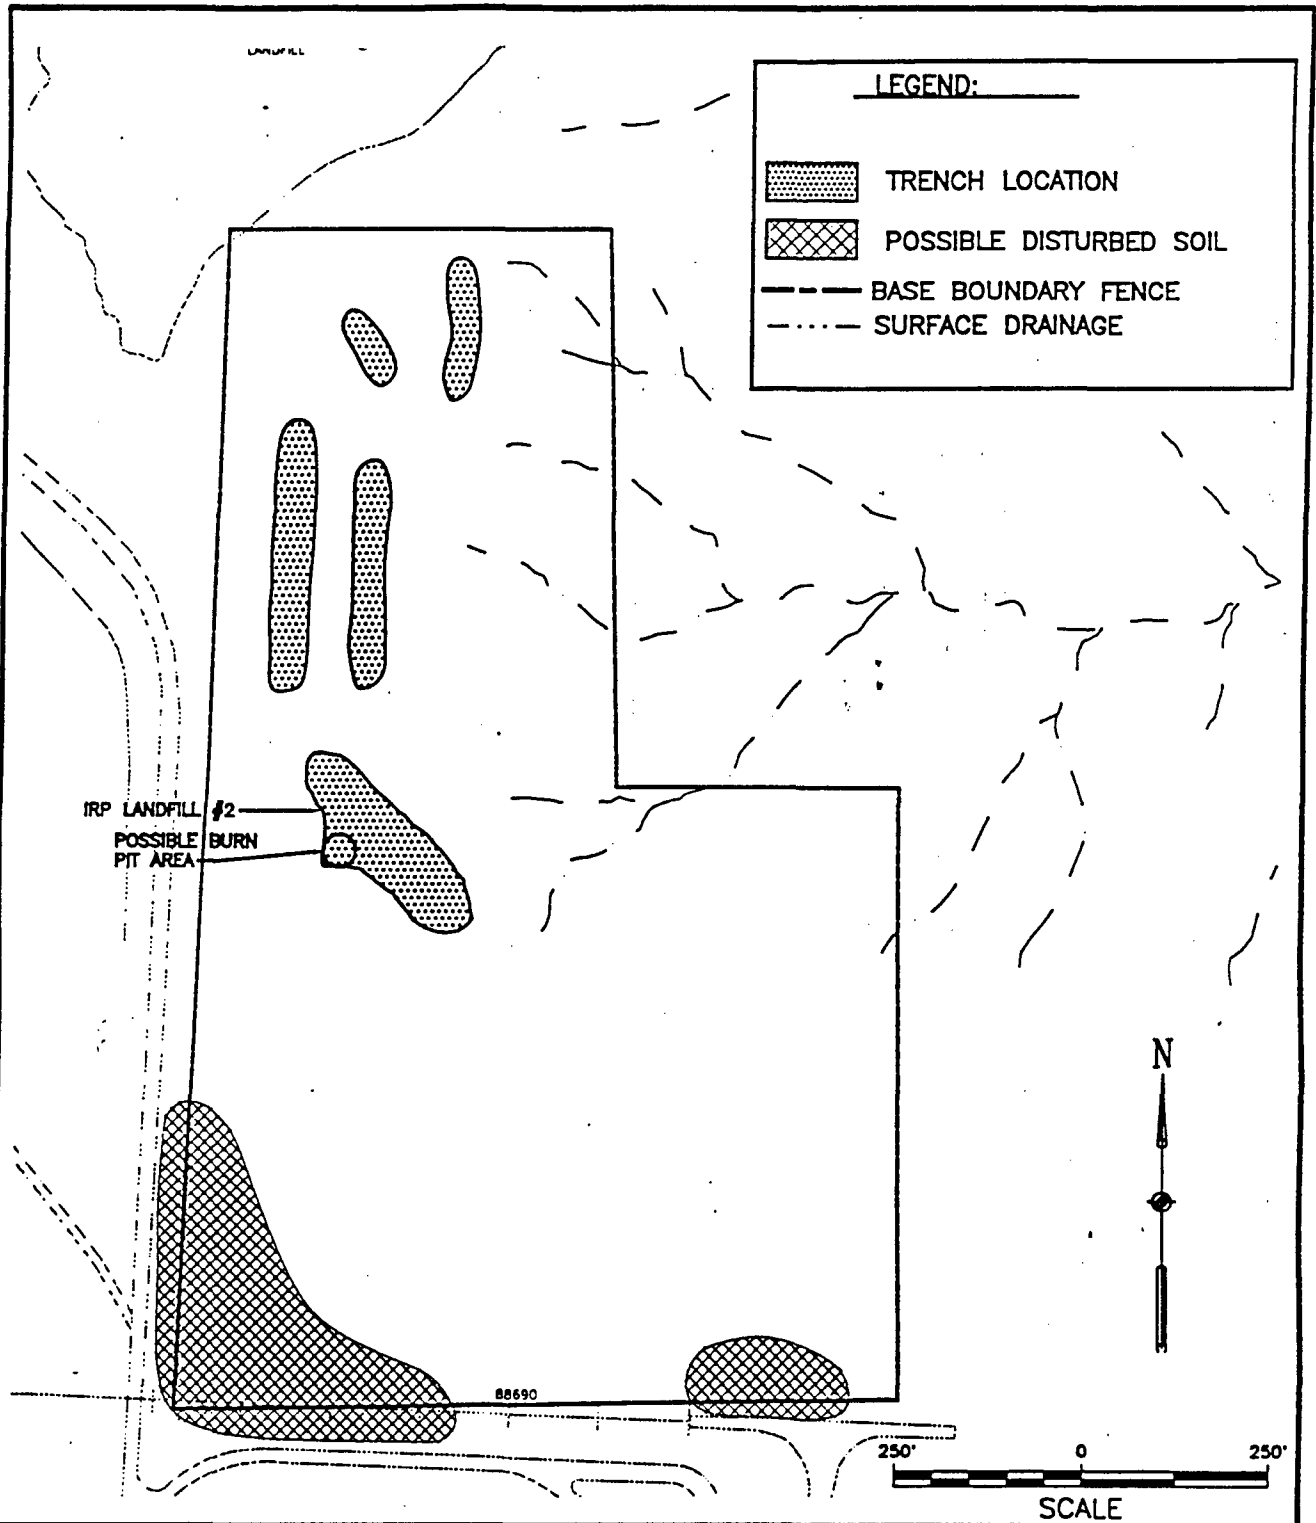 LANDFILL
LEGEND:
TRENCH LOCATION
POSSIBLE DISTURBED SOIL
BASE BOUNDARY FENCE
SURFACE DRAINAGE
IRP LANDFILL #2
POSSIBLE BURN
PIT AREA
N
88690
250' 0 250'
SCALE